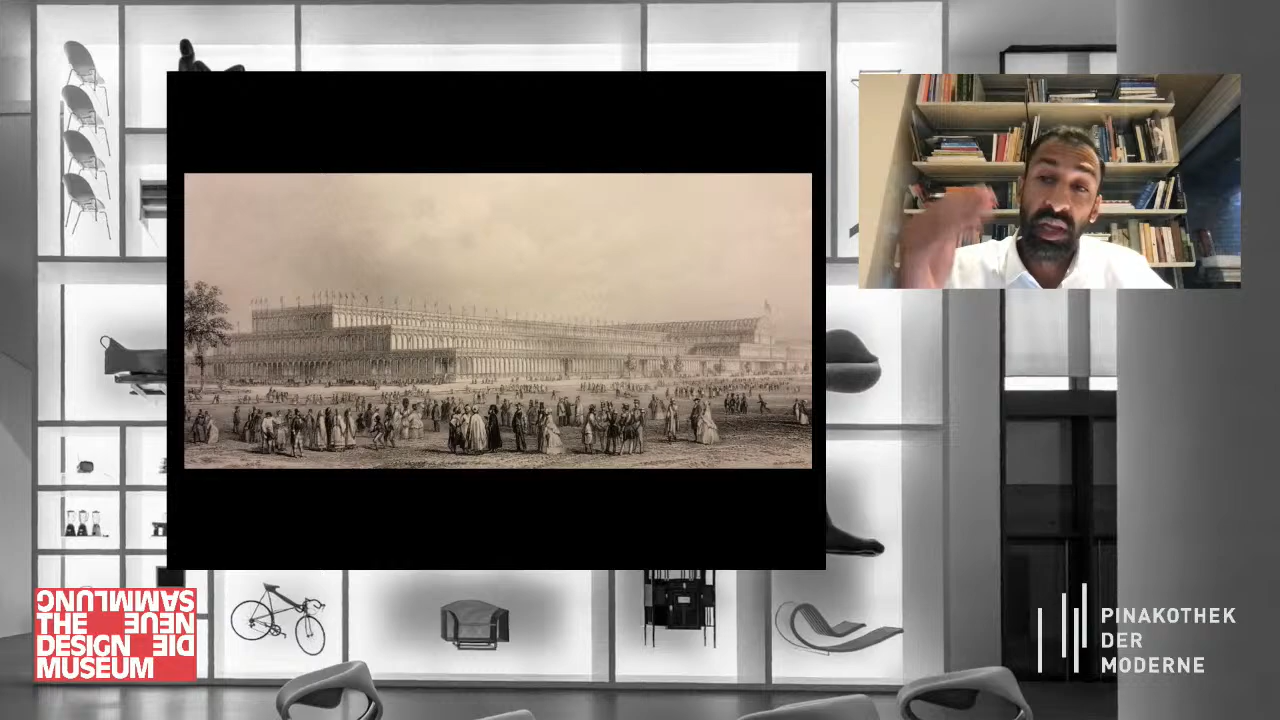 SAMMLUNG
THE NEUE
DESIGN DIE
MUSEUM
PINAKOTHEK
DER
MODERNE